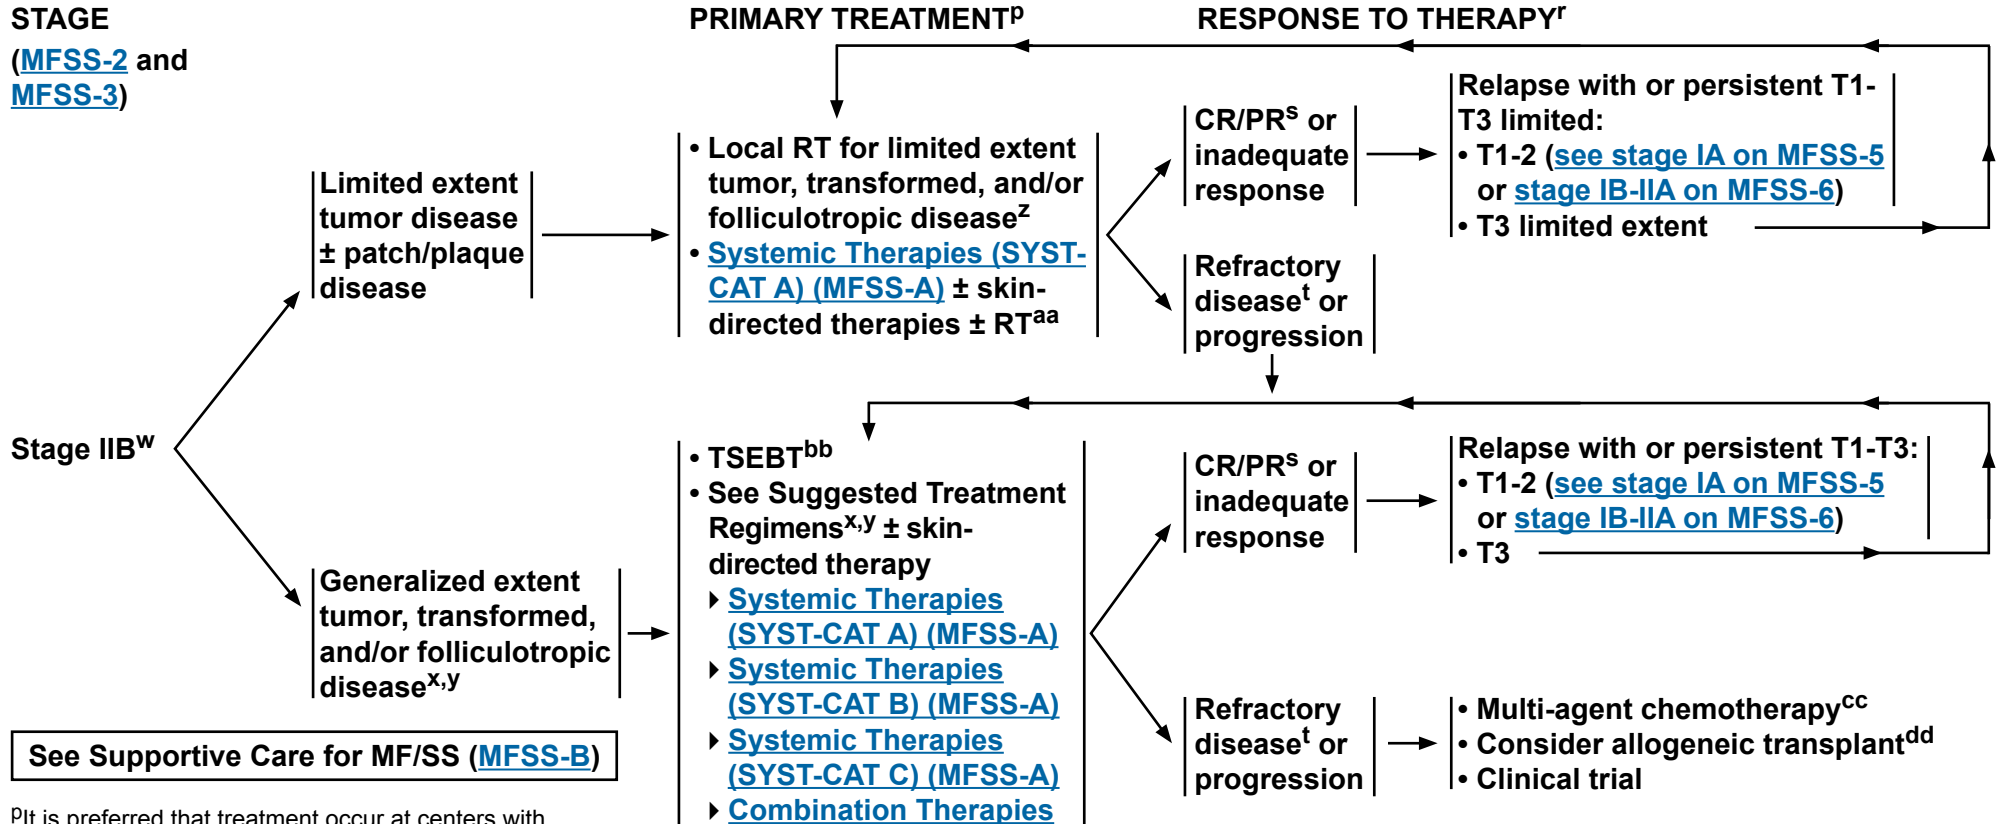 STAGE
(MFSS-2 and
MFSS-3)
PRIMARY TREATMENTp
RESPONSE TO THERAPYr
Limited extent
tumor disease
± patch/plaque
disease
• Local RT for limited extent
tumor, transformed, and/or
folliculotropic diseasez
• Systemic Therapies (SYST-
CAT A) (MFSS-A) ± skin-
directed therapies ± RTaa
CR/PRs or
inadequate
response
Relapse with or persistent T1-
T3 limited:
• T1-2 (see stage IA on MFSS-5
or stage IB-IIA on MFSS-6)
• T3 limited extent
Refractory
diseaset or
progression
Stage IIBw
Generalized extent
tumor, transformed,
and/or folliculotropic
diseasex,y
• TSEBTbb
• See Suggested Treatment
Regimensx,y ± skin-
directed therapy
Systemic Therapies
(SYST-CAT A) (MFSS-A)
Systemic Therapies
(SYST-CAT B) (MFSS-A)
Systemic Therapies
(SYST-CAT C) (MFSS-A)
Combination Therapies
CR/PRs or
inadequate
response
Relapse with or persistent T1-T3:
• T1-2 (see stage IA on MFSS-5
or stage IB-IIA on MFSS-6)
• T3
Refractory
diseaset or
progression
• Multi-agent chemotherapycc
• Consider allogeneic transplantdd
• Clinical trial
See Supportive Care for MF/SS (MFSS-B)
pIt is preferred that treatment occur at centers with